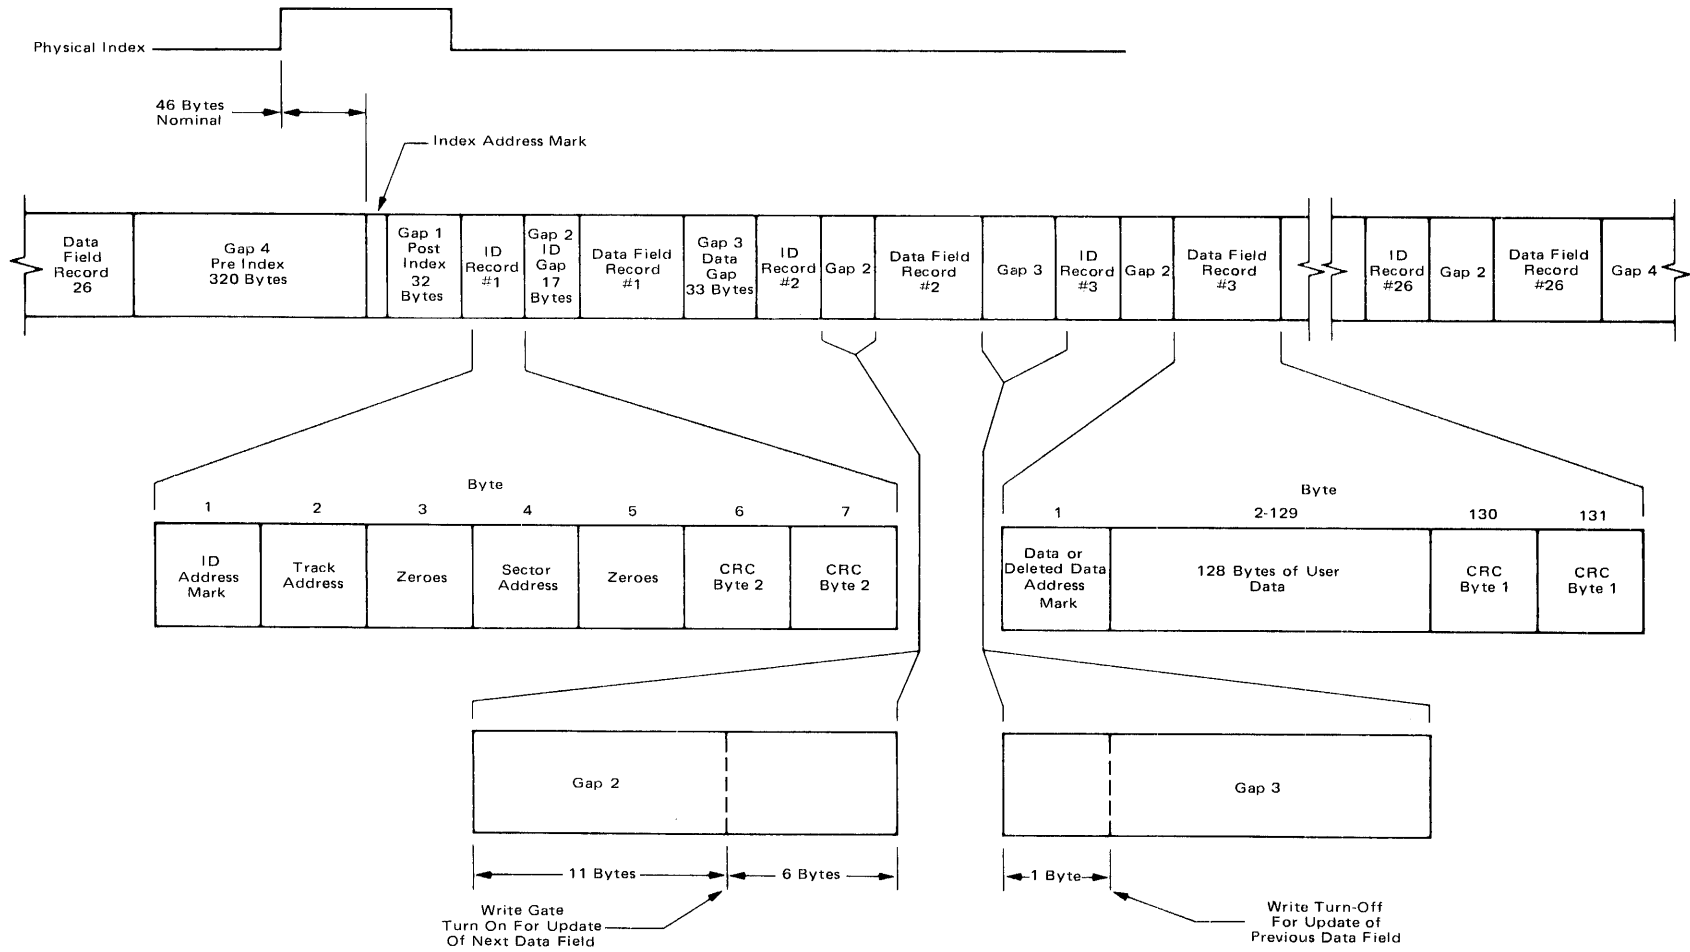 Physical Index
46 Bytes
Nominal
Index Address Mark
Data
Field
Record
26
Gap 4
Pre Index
320 Bytes
Gap 1
Post
Index
32
Bytes
ID
Record
#1
Gap 2
ID
Gap
17
Bytes
Data Field
Record
#1
Gap 3
Data
Gap
33 Bytes
ID
Record
#2
Gap 2
Data Field
Record
#2
Gap 3
ID
Record
#3
Gap 2
Data Field
Record
#3
ID
Record
#26
Gap 2
Data Field
Record
#26
Gap 4
Byte
1 2 3 4 5 6 7
ID
Address
Mark
Track
Address
Zeroes
Sector
Address
Zeroes
CRC
Byte 2
CRC
Byte 2
Byte
1 2-129 130 131
Data or
Deleted Data
Address
Mark
128 Bytes of User
Data
CRC
Byte 1
CRC
Byte 1
Gap 2
11 Bytes
6 Bytes
Write Gate
Turn On For Update
Of Next Data Field
Gap 3
1 Byte
Write Turn-Off
For Update of
Previous Data Field